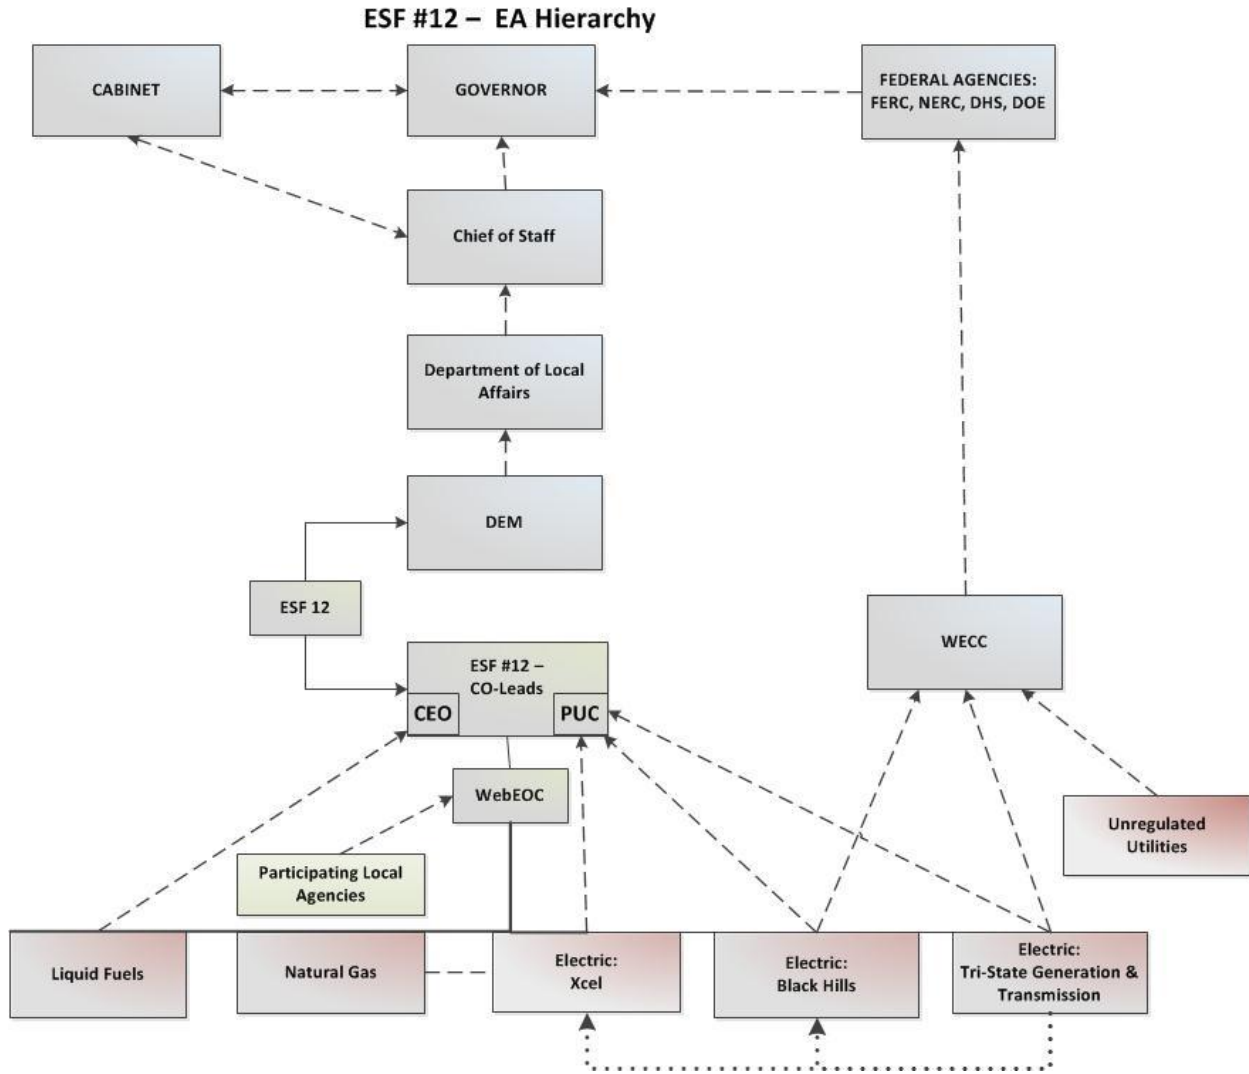 ESF #12 – EA Hierarchy
CABINET
GOVERNOR
FEDERAL AGENCIES:
FERC, NERC, DHS, DOE
Chief of Staff
Department of Local
Affairs
DEM
ESF 12
WECC
ESF #12 –
CO-Leads
CEO
PUC
WebEOC
Unregulated
Utilities
Participating Local
Agencies
Liquid Fuels
Natural Gas
Electric:
Xcel
Electric:
Black Hills
Electric:
Tri-State Generation &
Transmission